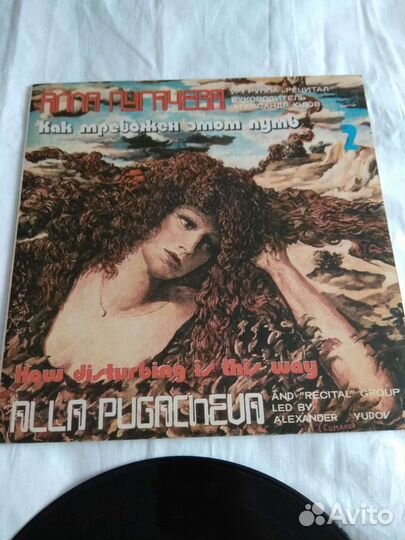 АЛЛА ПУГАЧЕВА
И ГРУППА „РЕЦИТАЛ"
РУКОВОДИТЕЛЬ
АЛЕКСАНДР ЮДОВ
Как тревожен этот путь
2
How disturbing is this way
ALLA PUGACHEVA
AND "RECITAL" GROUP
LED BY
ALEXANDER YUDOV
Симаков
Avito